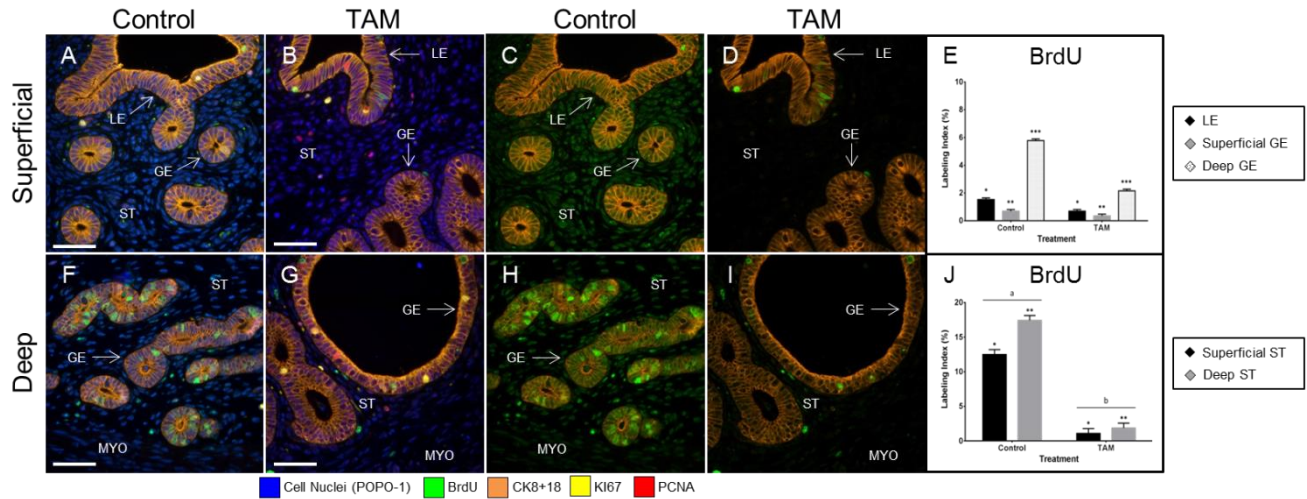 Control TAM Control TAM
Superficial
A
LE
GE
ST
B
LE
GE
ST
C
LE
GE
ST
D
LE
GE
ST
E
BrdU
Labeling Index (%)
10
8
6
4
2
0
*
**
***
*
**
***
Control TAM
Treatment
LE
Superficial GE
Deep GE
Deep
F
ST
GE
MYO
G
GE
ST
MYO
H
ST
GE
MYO
I
GE
ST
MYO
J
BrdU
Labeling Index (%)
20
15
10
5
0
a
*
**
b
*
**
Control TAM
Treatment
Superficial ST
Deep ST
Cell Nuclei (POPO-1) BrdU CK8+18 KI67 PCNA